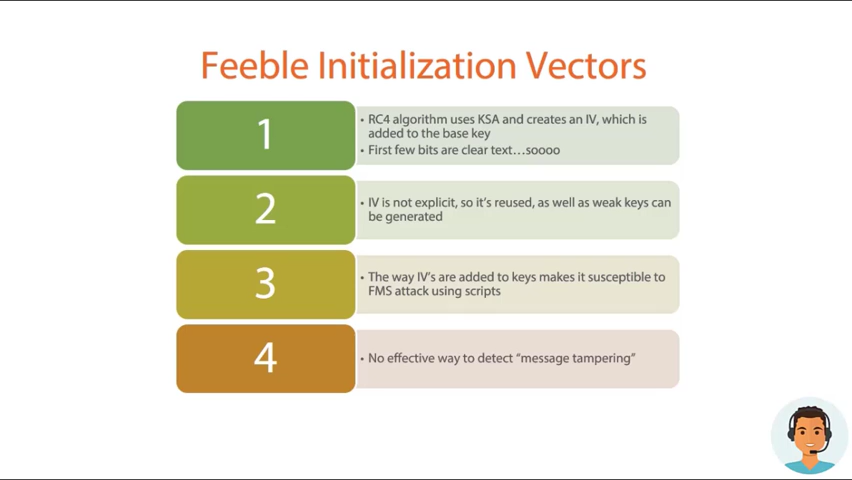 Feeble Initialization Vectors
1
• RC4 algorithm uses KSA and creates an IV, which is
added to the base key
• First few bits are clear text...soooo
2
• IV is not explicit, so it's reused, as well as weak keys can
be generated
3
• The way IV's are added to keys makes it susceptible to
FMS attack using scripts
4
• No effective way to detect “message tampering”